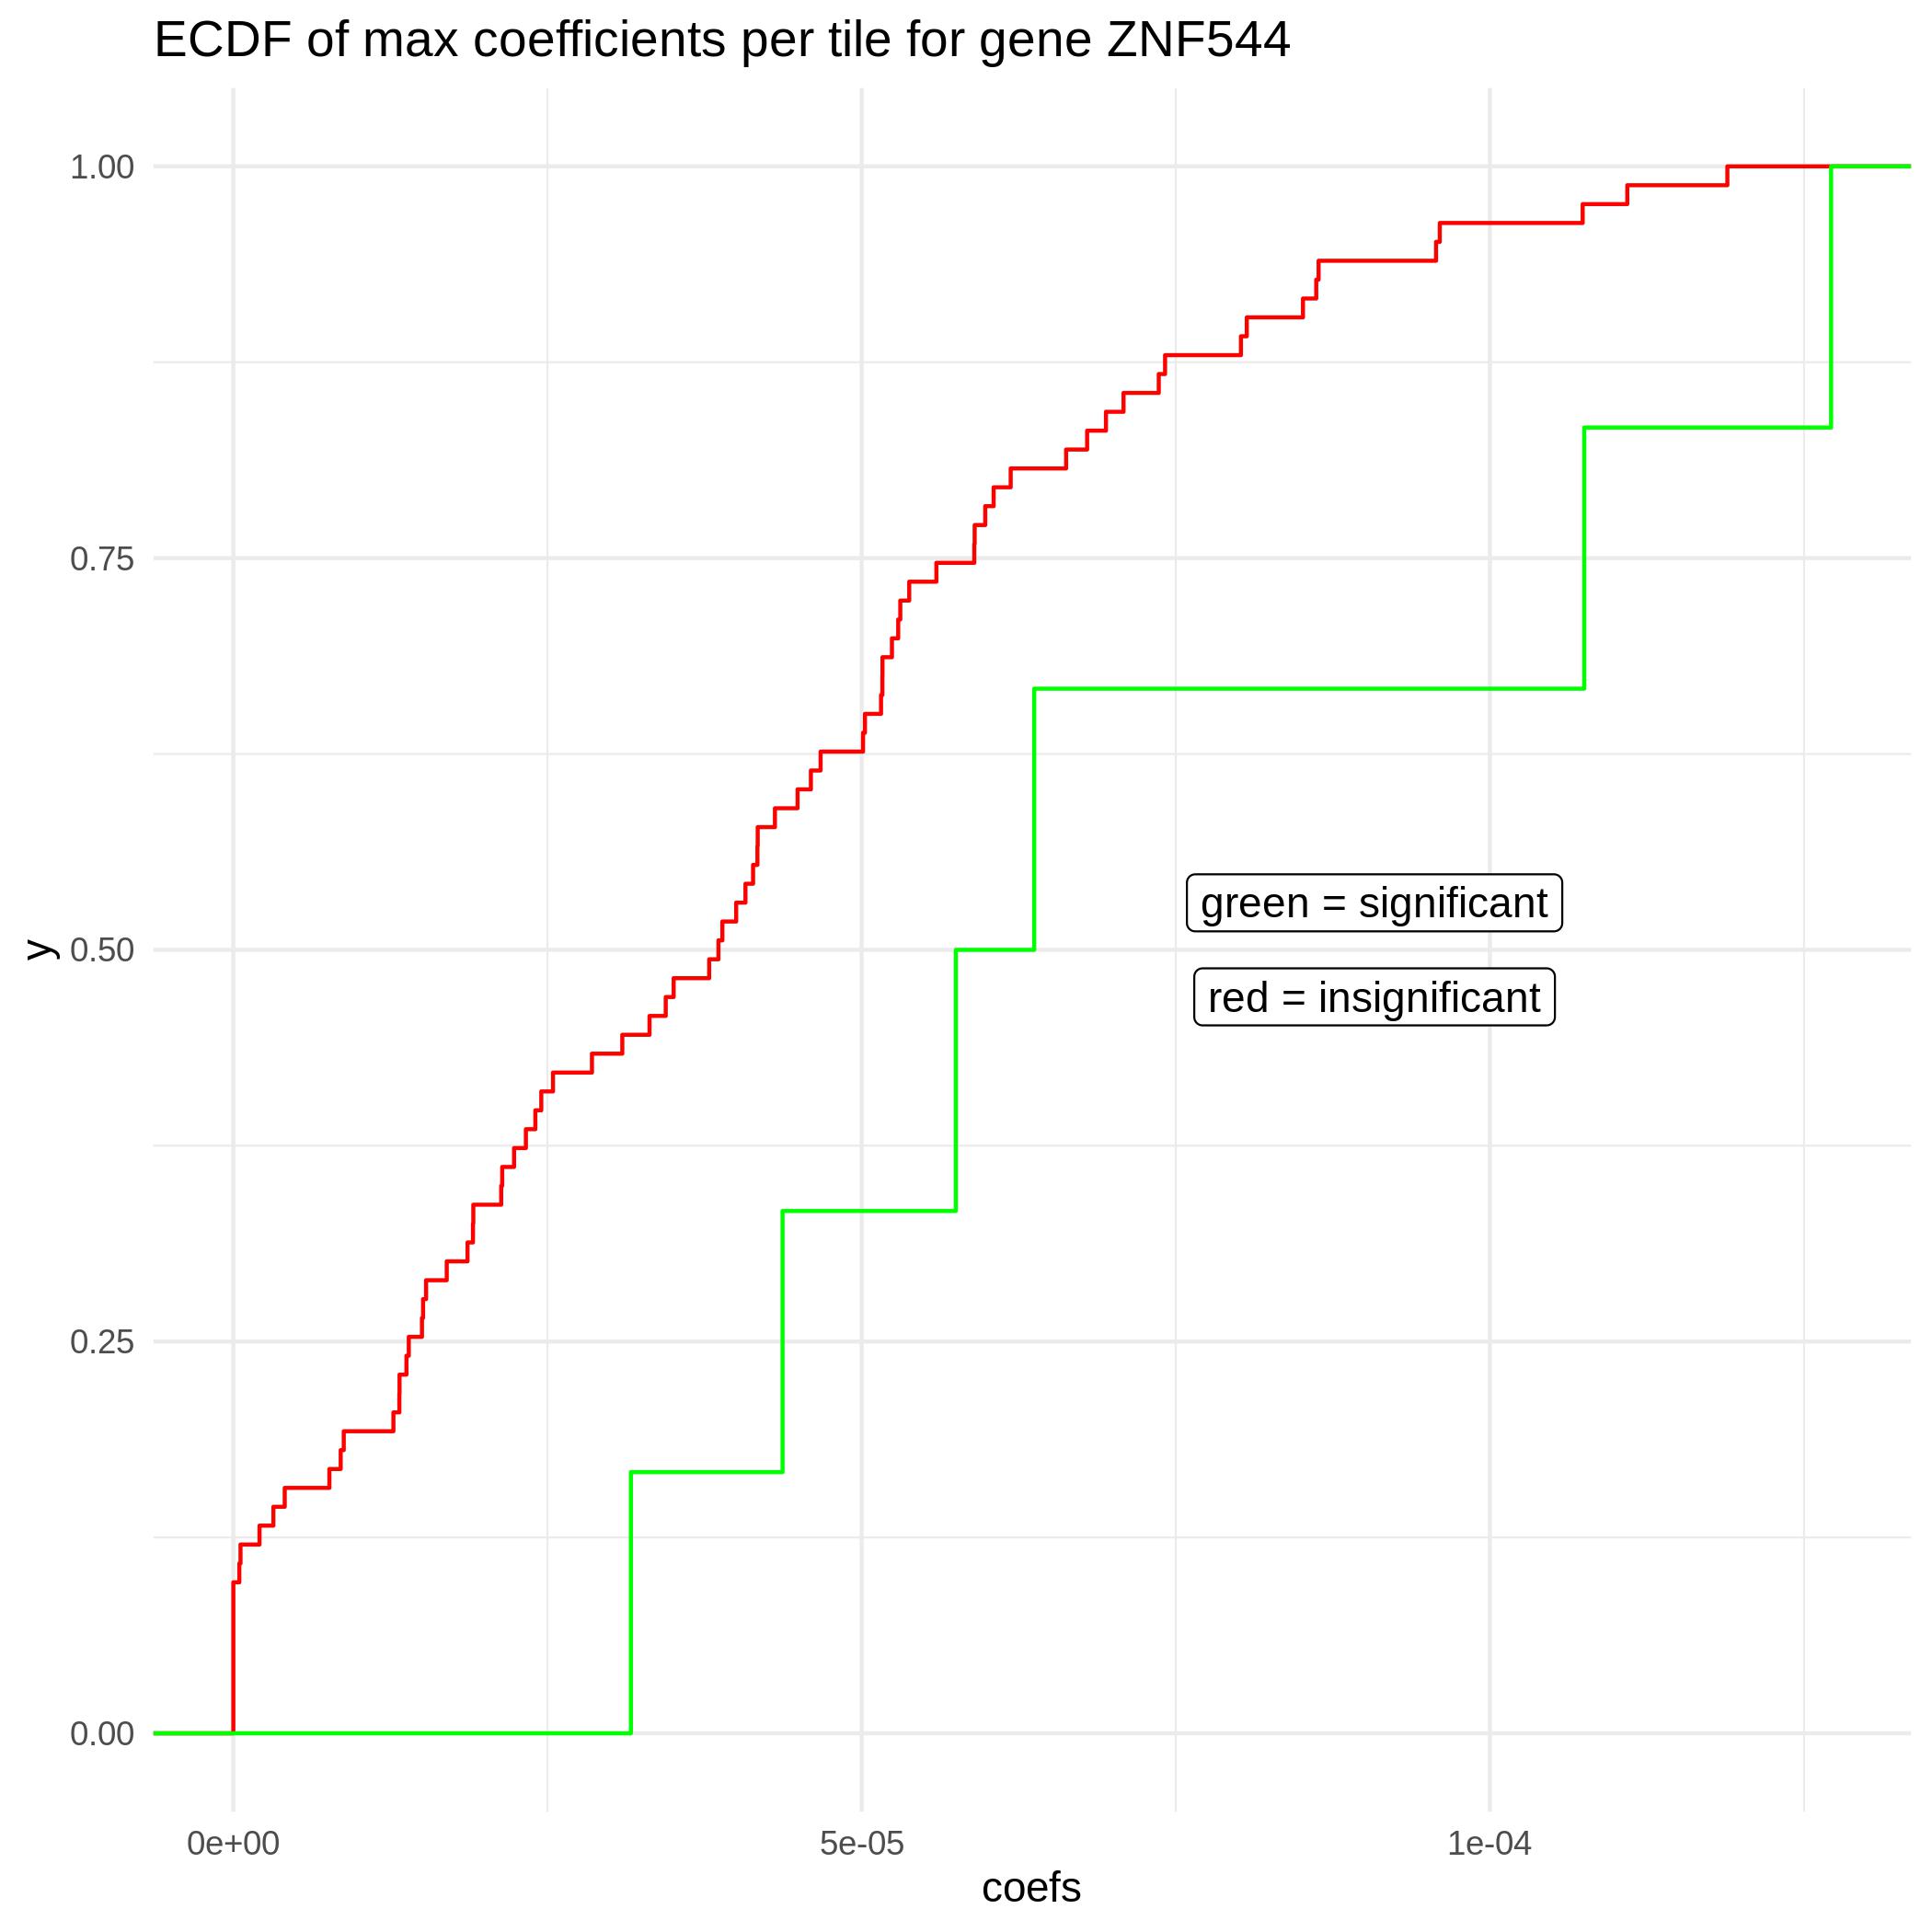 ECDF of max coefficients per tile for gene ZNF544
1.00
0.75
0.50
0.25
0.00
y
green = significant
red = insignificant
0e+00 5e-05 1e-04
coefs